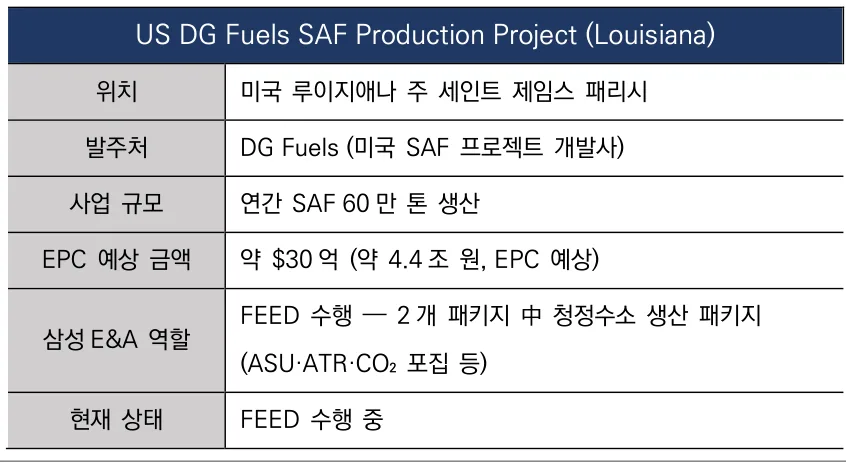 US DG Fuels SAF Production Project (Louisiana)
위치 미국 루이지애나 주 세인트 제임스 패리시
발주처 DG Fuels (미국 SAF 프로젝트 개발사)
사업 규모 연간 SAF 60만 톤 생산
EPC 예상 금액 약 $30억 (약 4.4조 원, EPC 예상)
삼성E&A 역할 FEED 수행 — 2개 패키지 中 청정수소 생산 패키지
(ASU·ATR·CO₂ 포집 등)
현재 상태 FEED 수행 중